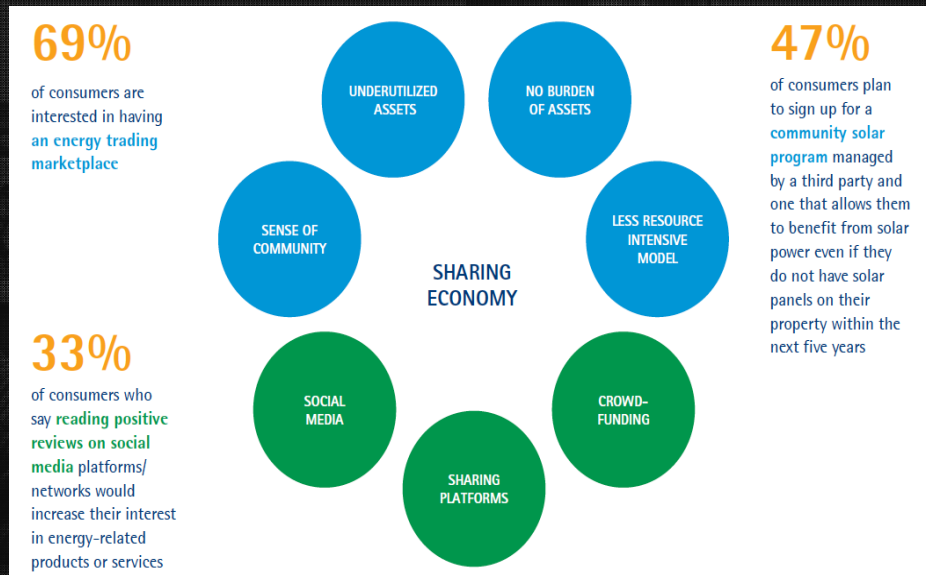 69%
of consumers are
interested in having
an energy trading
marketplace
33%
of consumers who
say reading positive
reviews on social
media platforms/
networks would
increase their interest
in energy-related
products or services
UNDERUTILIZED
ASSETS
NO BURDEN
OF ASSETS
SENSE OF
COMMUNITY
LESS RESOURCE
INTENSIVE
MODEL
SHARING
ECONOMY
SOCIAL
MEDIA
CROWD-
FUNDING
SHARING
PLATFORMS
47%
of consumers plan
to sign up for a
community solar
program managed
by a third party and
one that allows them
to benefit from solar
power even if they
do not have solar
panels on their
property within the
next five years